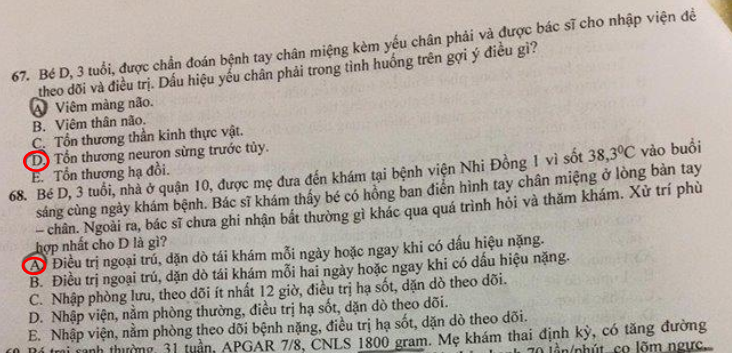 67. Bé D, 3 tuổi, được chẩn đoán bệnh tay chân miệng kèm yếu chân phải và được bác sĩ cho nhập viện để
theo dõi và điều trị. Dấu hiệu yếu chân phải trong tình huống trên gợi ý điều gì?
A. Viêm màng não.
B. Viêm thân não.
C. Tổn thương thần kinh thực vật.
D. Tổn thương neuron sừng trước tủy.
E. Tổn thương hạ đồi.
68. Bé D, 3 tuổi, nhà ở quận 10, được mẹ đưa đến khám tại bệnh viện Nhi Đồng 1 vì sốt 38,3⁰C vào buổi
sáng cùng ngày khám bệnh. Bác sĩ khám thấy bé có hồng ban điển hình tay chân miệng ở lòng bàn tay
– chân. Ngoài ra, bác sĩ chưa ghi nhận bất thường gì khác qua quá trình hỏi và thăm khám. Xử trí phù
hợp nhất cho D là gì?
A. Điều trị ngoại trú, dặn dò tái khám mỗi ngày hoặc ngay khi có dấu hiệu nặng.
B. Điều trị ngoại trú, dặn dò tái khám mỗi hai ngày hoặc ngay khi có dấu hiệu nặng.
C. Nhập phòng lưu, theo dõi ít nhất 12 giờ, điều trị hạ sốt, dặn dò theo dõi.
D. Nhập viện, nằm phòng thường, điều trị hạ sốt, dặn dò theo dõi.
E. Nhập viện, nằm phòng theo dõi bệnh nặng, điều trị hạ sốt, dặn dò theo dõi.
69. Bé trai sanh thường, 31 tuần, APGAR 7/8, CNLS 1800 gram. Mẹ khám thai định kỳ, có tăng đường
70 lần/phút, co lõm ngực